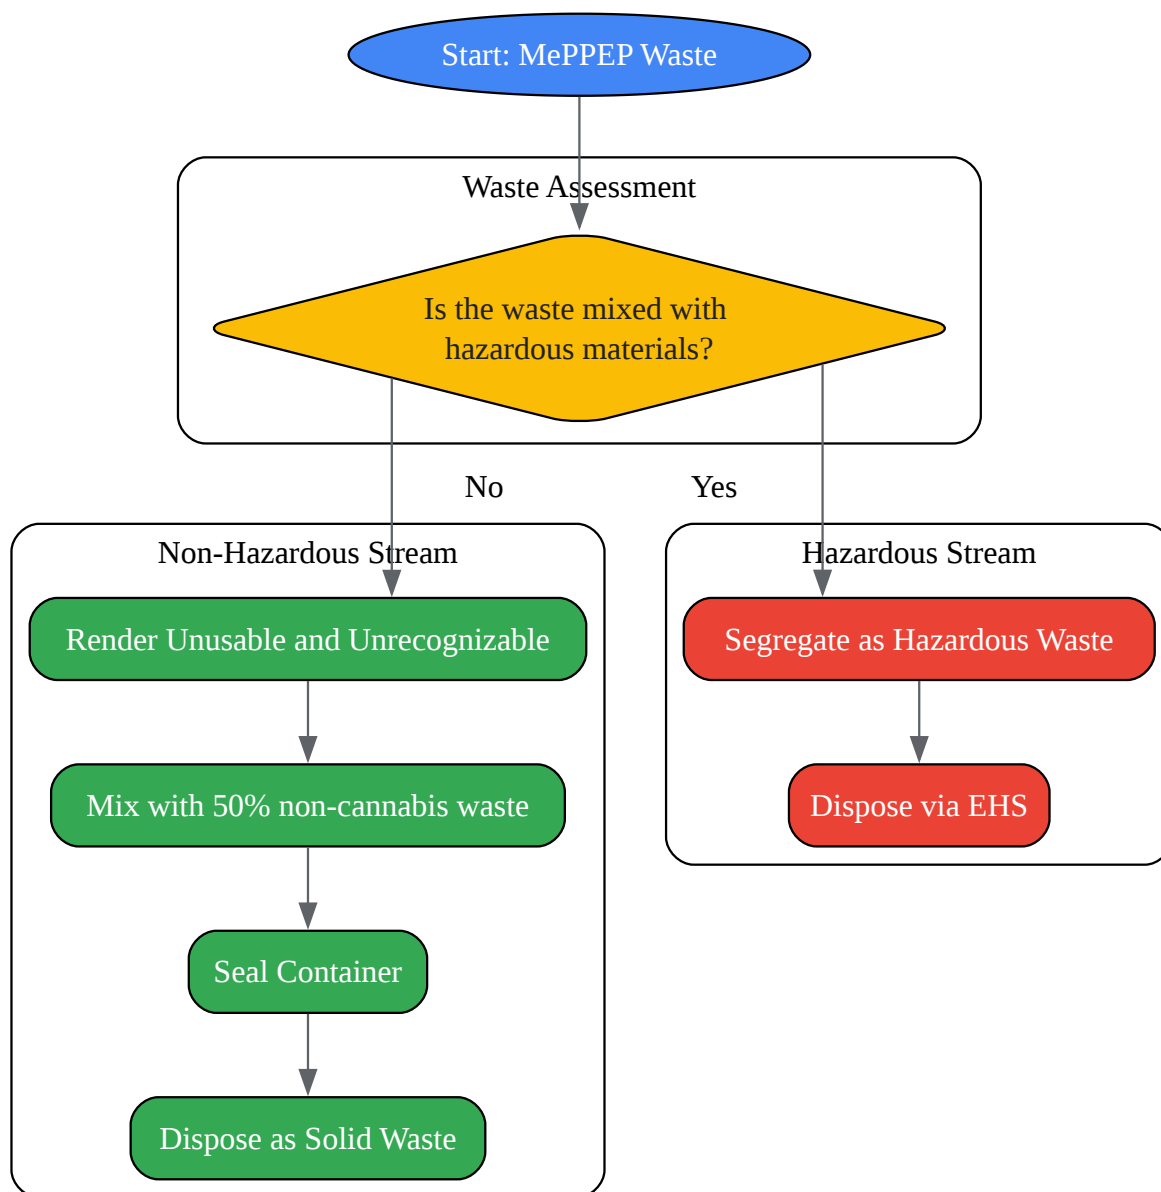 Start: MePPEP Waste
Waste Assessment
Is the waste mixed with
hazardous materials?
No
Yes
Non-Hazardous Stream
Render Unusable and Unrecognizable
Mix with 50% non-cannabis waste
Seal Container
Dispose as Solid Waste
Hazardous Stream
Segregate as Hazardous Waste
Dispose via EHS